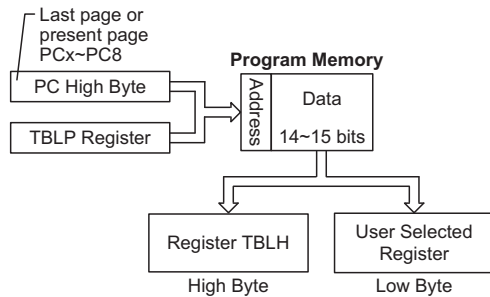 Last page or
present page
PCx~PC8
Program Memory
PC High Byte
TBLP Register
Address
Data
14~15 bits
Register TBLH
User Selected
Register
High Byte
Low Byte